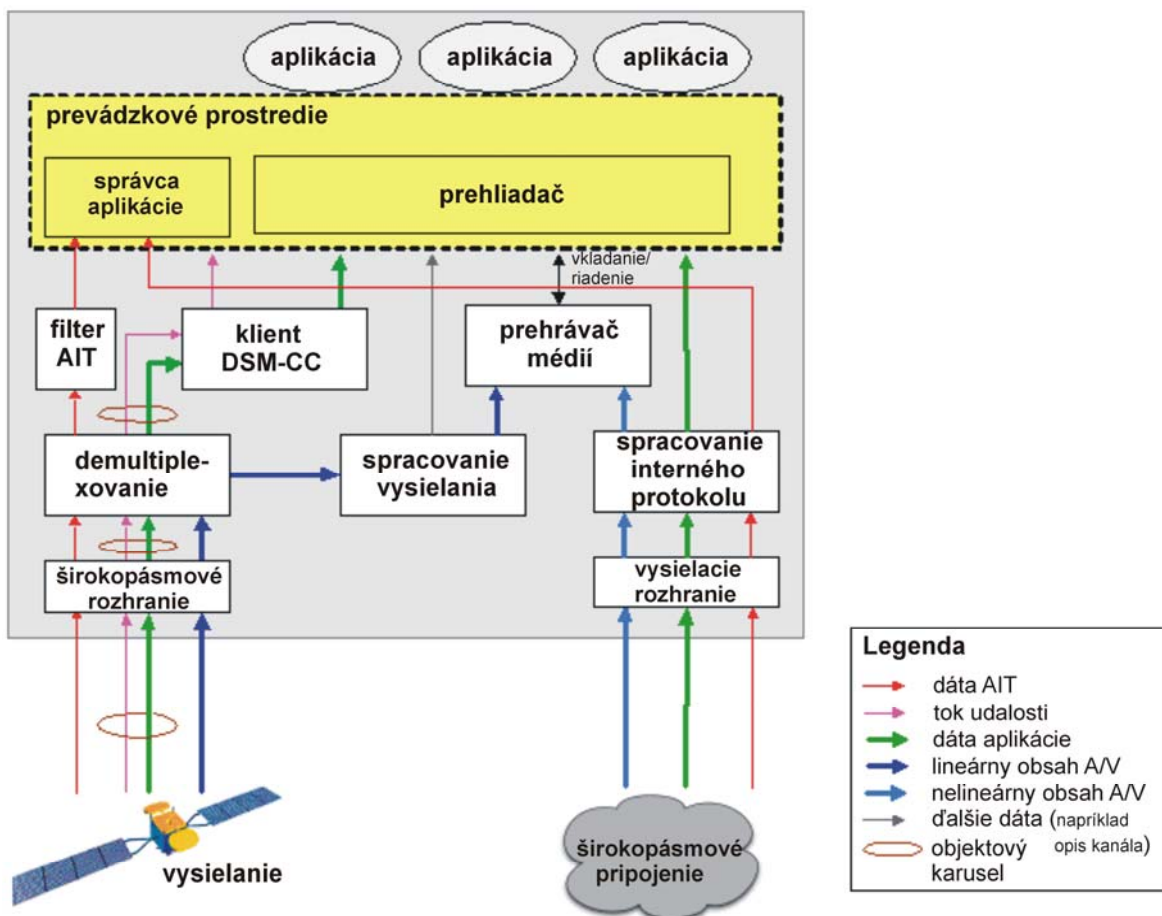 aplikácia aplikácia aplikácia
prevádzkové prostredie
správca
aplikácie
prehliadač
vkladanie/
riadenie
filter
AIT
klient
DSM-CC
prehrávač
médií
demultiple-
xovanie
spracovanie
vysielania
spracovanie
interného
protokolu
širokopásmové
rozhranie
vysielacie
rozhranie
vysielanie
širokopásmové
pripojenie
Legenda
dáta AIT
tok udalosti
dáta aplikácie
lineárny obsah A/V
nelineárny obsah A/V
ďalšie dáta (napríklad
opis kanála)
objektový
karusel